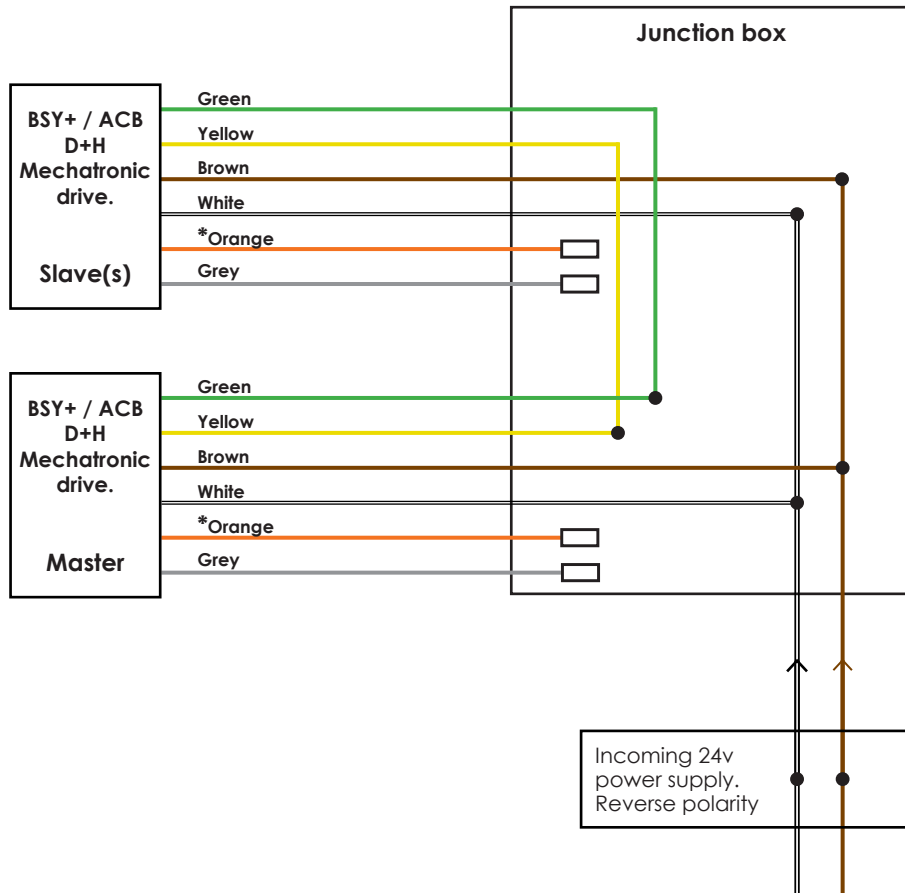 Junction box
BSY+ / ACB
D+H
Mechatronic
drive.
Slave(s)
Green
Yellow
Brown
White
*Orange
Grey
BSY+ / ACB
D+H
Mechatronic
drive.
Master
Green
Yellow
Brown
White
*Orange
Grey
Incoming 24v
power supply.
Reverse polarity